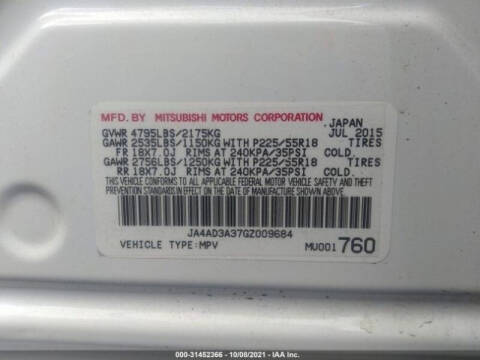 MFD. BY MITSUBISHI MOTORS CORPORATION JAPAN
GVWR 4795LBS/2175KG JUL 2015
GAWR 2535LBS/1150KG WITH P225/55R18 TIRES
FR 18X7.0J RIMS AT 240KPA/35PSI COLD.
GAWR 2756LBS/1250KG WITH P225/55R18 TIRES
RR 18X7.0J RIMS AT 240KPA/35PSI COLD.
THIS VEHICLE CONFORMS TO ALL APPLICABLE FEDERAL MOTOR VEHICLE SAFETY AND THEFT
PREVENTION STANDARDS IN EFFECT ON THE DATE OF MANUFACTURE SHOWN ABOVE.
JA4AD3A37GZ009684
VEHICLE TYPE:MPV MU001760
000-31452366 - 10/08/2021 - IAA Inc.